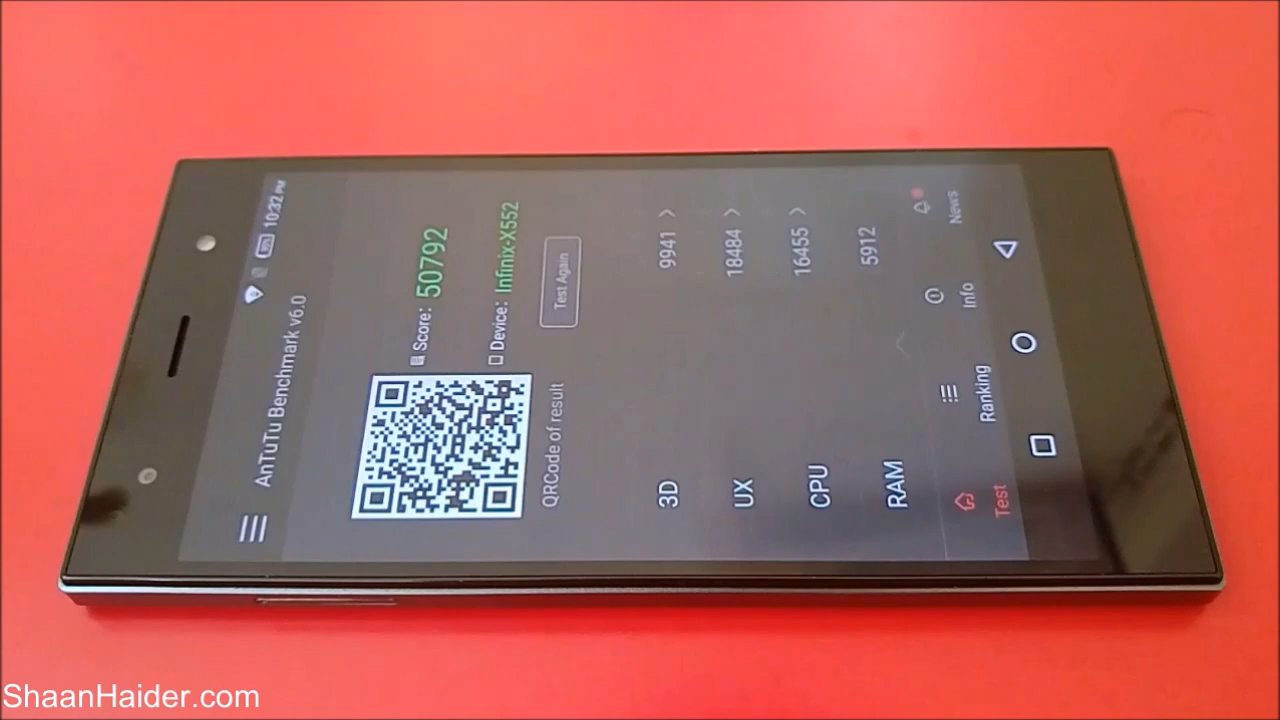 10:32 PM
AnTuTu Benchmark v6.0
Score: 50792
Device: Infinix-X552
Test Again
QRCode of result
3D 9941
UX 18484
CPU 16455
RAM 5912
Test Ranking Info News
ShaanHaider.com